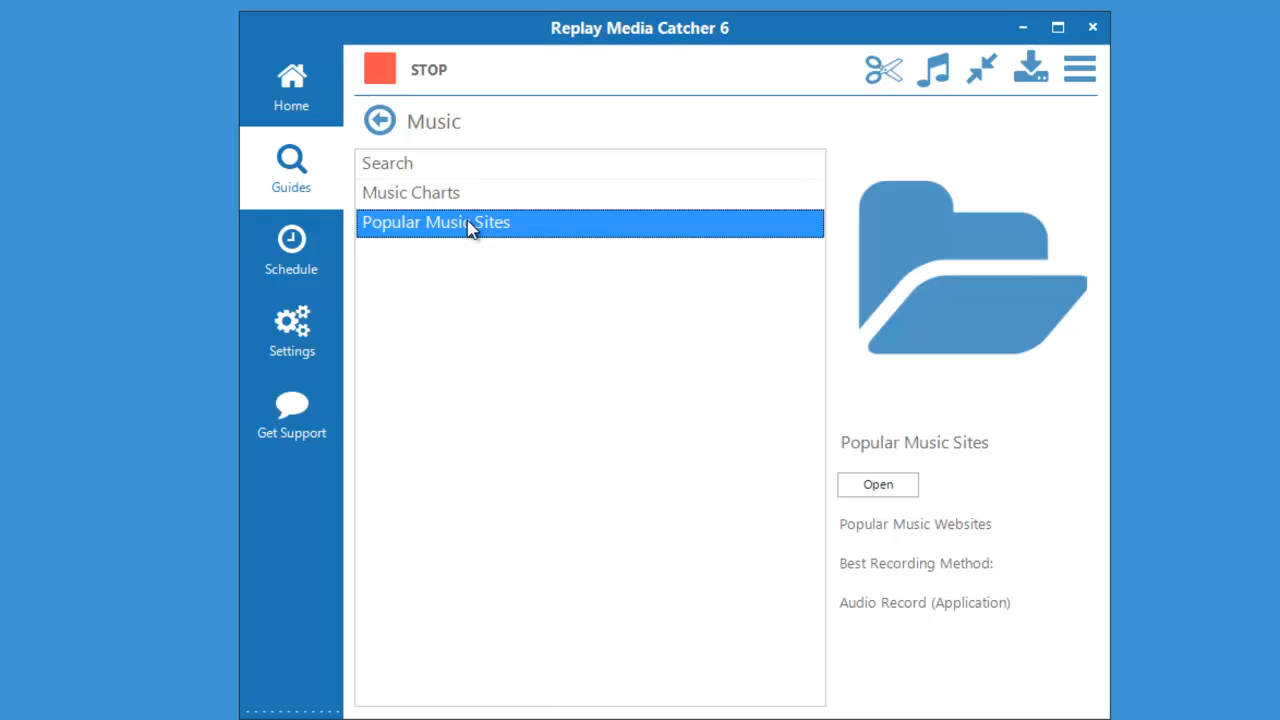 Replay Media Catcher 6
Home
Guides
Schedule
Settings
Get Support
STOP
Music
Search
Music Charts
Popular Music Sites
Popular Music Sites
Open
Popular Music Websites
Best Recording Method:
Audio Record (Application)